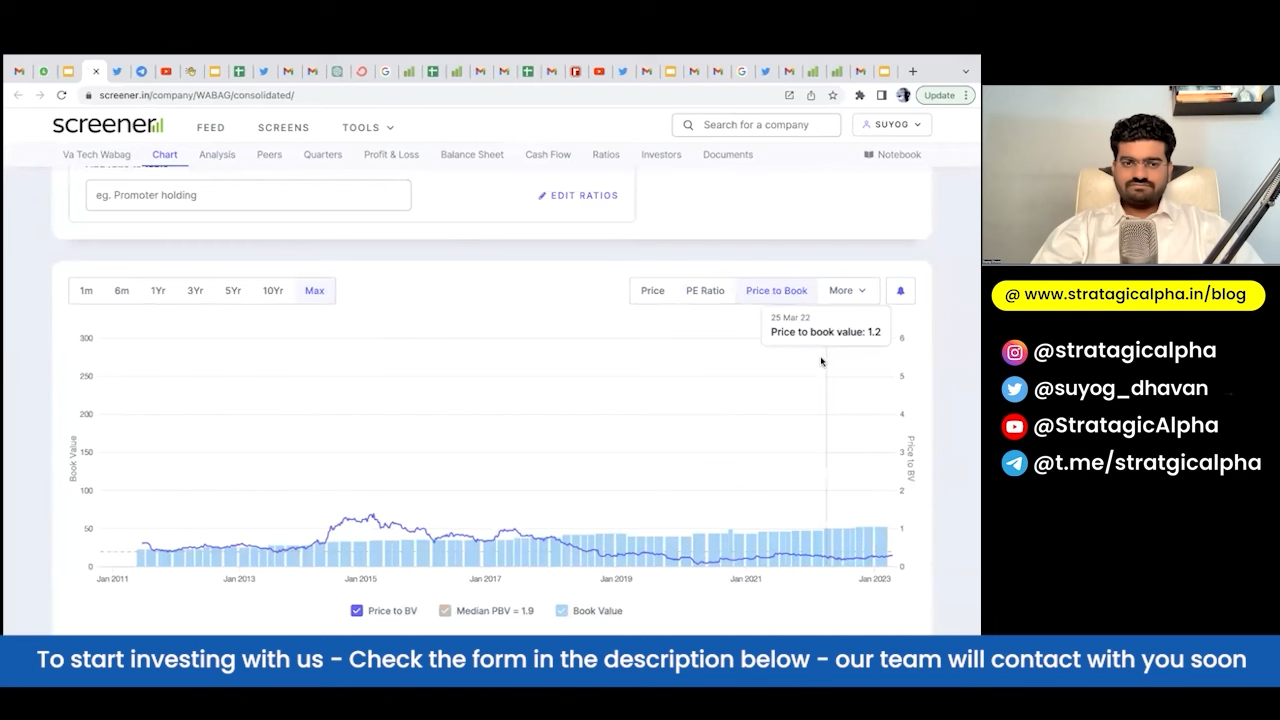 screener.in/company/WABAG/consolidated/
Update
screener
FEED
SCREENS
TOOLS
Search for a company
SUYOG
Va Tech Wabag
Chart
Analysis
Peers
Quarters
Profit & Loss
Balance Sheet
Cash Flow
Ratios
Investors
Documents
Notebook
eg. Promoter holding
EDIT RATIOS
1m
6m
1Yr
3Yr
5Yr
10Yr
Max
Price
PE Ratio
Price to Book
More
25 Mar 22
Price to book value: 1.2
300
250
200
150
100
50
0
Book Value
6
5
4
3
2
1
0
Price to BV
Jan 2011
Jan 2013
Jan 2015
Jan 2017
Jan 2019
Jan 2021
Jan 2023
Price to BV
Median PBV = 1.9
Book Value
@ www.stratagicalpha.in/blog
@stratagicalpha
@suyog_dhavan
@StratagicAlpha
@t.me/stratgicalpha
To start investing with us - Check the form in the description below - our team will contact with you soon